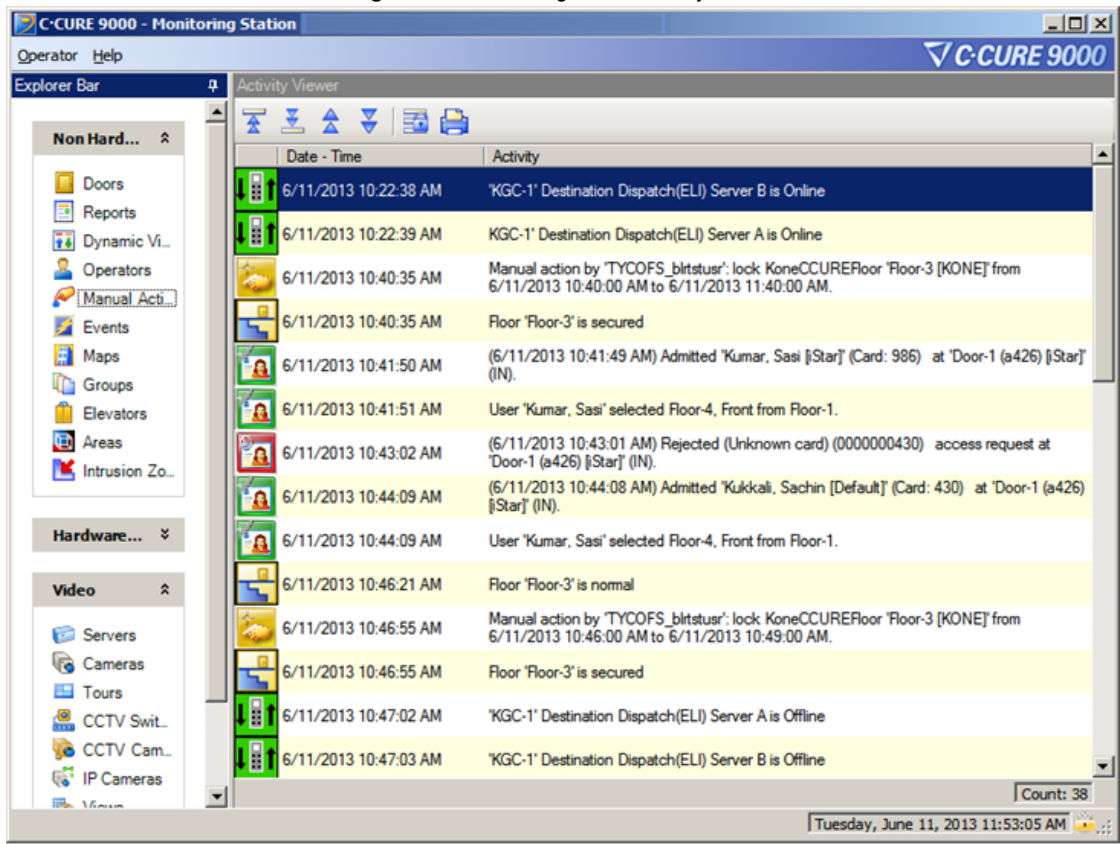 C•CURE 9000 - Monitoring Station
Operator Help
C•CURE 9000
Explorer Bar
Activity Viewer
Non Hard...
Doors
Reports
Dynamic Vi...
Operators
Manual Acti...
Events
Maps
Groups
Elevators
Areas
Intrusion Zo...
Hardware...
Video
Servers
Cameras
Tours
CCTV Swit...
CCTV Cam...
IP Cameras
Views
Date - Time Activity
6/11/2013 10:22:38 AM 'KGC-1' Destination Dispatch(ELI) Server B is Online
6/11/2013 10:22:39 AM KGC-1' Destination Dispatch(ELI) Server A is Online
6/11/2013 10:40:35 AM Manual action by 'TYCOFS_blrtstusr': lock KoneCCUREFloor 'Floor-3 [KONE]' from
6/11/2013 10:40:00 AM to 6/11/2013 11:40:00 AM.
6/11/2013 10:40:35 AM Floor 'Floor-3' is secured
6/11/2013 10:41:50 AM (6/11/2013 10:41:49 AM) Admitted 'Kumar, Sasi [iStar]' (Card: 986) at 'Door-1 (a426) [iStar]'
(IN).
6/11/2013 10:41:51 AM User 'Kumar, Sasi' selected Floor-4, Front from Floor-1.
6/11/2013 10:43:02 AM (6/11/2013 10:43:01 AM) Rejected (Unknown card) (0000000430) access request at
'Door-1 (a426) [iStar]' (IN).
6/11/2013 10:44:09 AM (6/11/2013 10:44:08 AM) Admitted 'Kukkali, Sachin [Default]' (Card: 430) at 'Door-1 (a426)
[iStar]' (IN).
6/11/2013 10:44:09 AM User 'Kumar, Sasi' selected Floor-4, Front from Floor-1.
6/11/2013 10:46:21 AM Floor 'Floor-3' is normal
6/11/2013 10:46:55 AM Manual action by 'TYCOFS_blrtstusr': lock KoneCCUREFloor 'Floor-3 [KONE]' from
6/11/2013 10:46:00 AM to 6/11/2013 10:49:00 AM.
6/11/2013 10:46:55 AM Floor 'Floor-3' is secured
6/11/2013 10:47:02 AM 'KGC-1' Destination Dispatch(ELI) Server A is Offline
6/11/2013 10:47:03 AM 'KGC-1' Destination Dispatch(ELI) Server B is Offline
Count: 38
Tuesday, June 11, 2013 11:53:05 AM